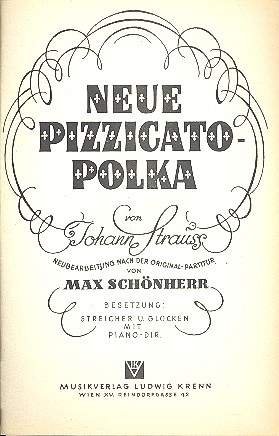 NEUE
PIZZICATO-
POLKA
von
Johann Strauss
NEUBEARBEITUNG NACH DER ORIGINAL-PARTITUR
VON
MAX SCHÖNHERR
BESETZUNG:
STREICHER U. GLOCKEN
MIT
PIANO-DIR.
MUSIKVERLAG LUDWIG KRENN
WIEN XV. REINDORFGASSE 42